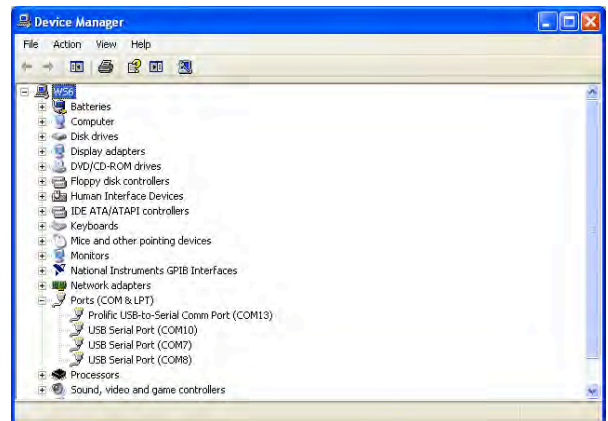 Device Manager
File Action View Help
WS6
Batteries
Computer
Disk drives
Display adapters
DVD/CD-ROM drives
Floppy disk controllers
Human Interface Devices
IDE ATA/ATAPI controllers
Keyboards
Mice and other pointing devices
Monitors
National Instruments GPIB Interfaces
Network adapters
Ports (COM & LPT)
Prolific USB-to-Serial Comm Port (COM13)
USB Serial Port (COM10)
USB Serial Port (COM7)
USB Serial Port (COM8)
Processors
Sound, video and game controllers